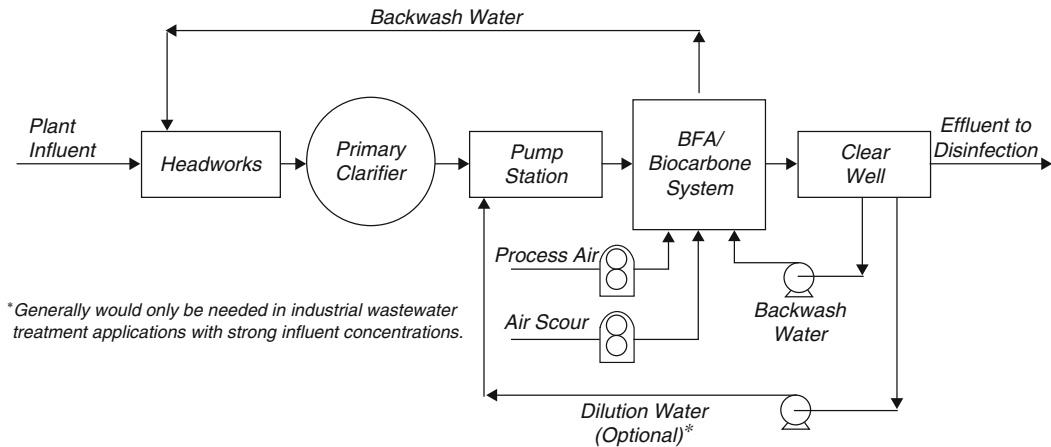 Backwash Water
Plant
Influent
Headworks
Primary
Clarifier
Pump
Station
BFA/
Biocarbone
System
Clear
Well
Effluent to
Disinfection
Process Air
Air Scour
Backwash
Water
*Generally would only be needed in industrial wastewater
treatment applications with strong influent concentrations.
Dilution Water
(Optional)*